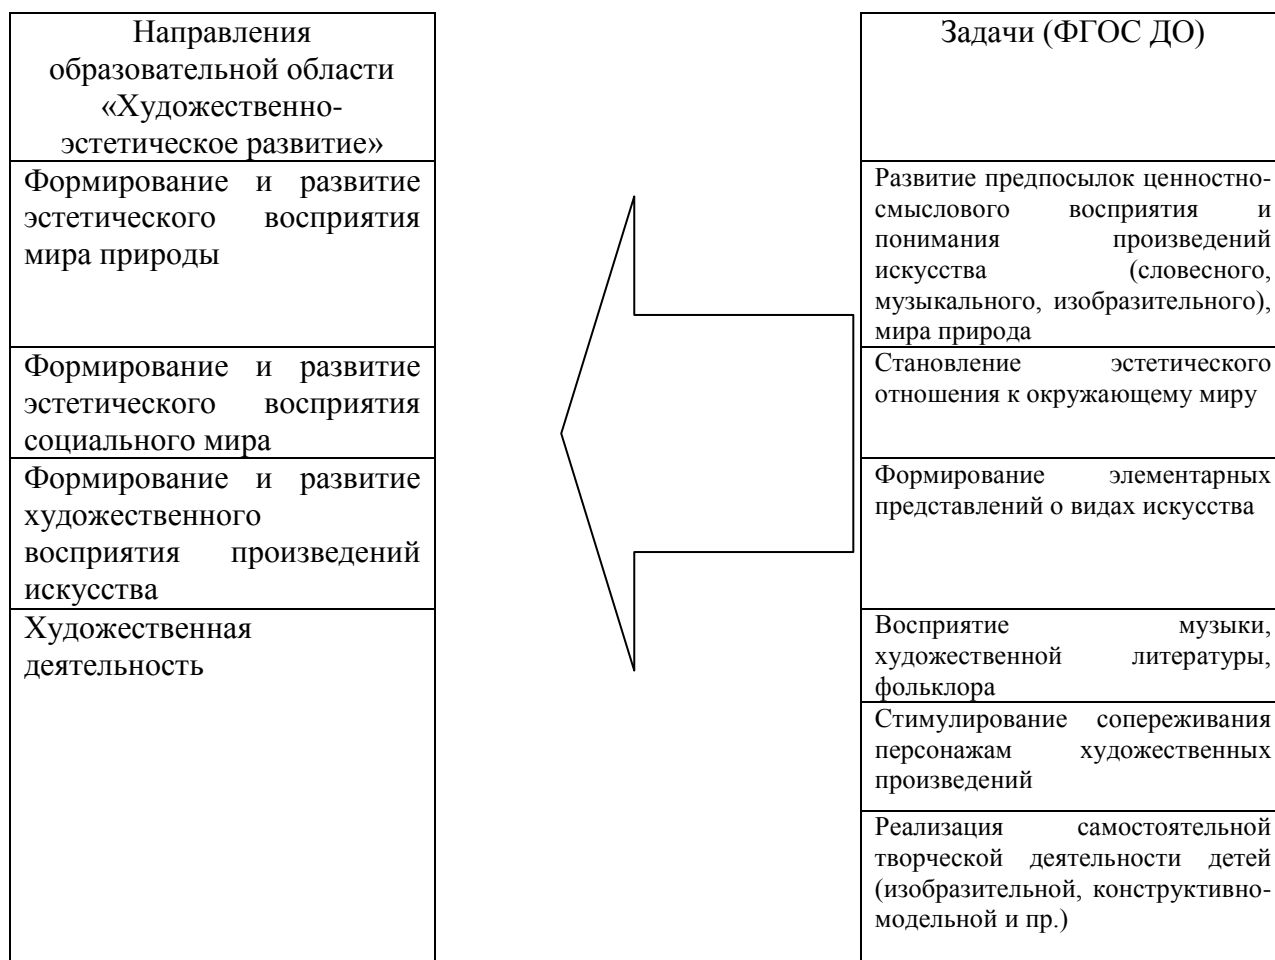 Направления
образовательной области
«Художественно-
эстетическое развитие»
Формирование и развитие
эстетического восприятия
мира природы
Формирование и развитие
эстетического восприятия
социального мира
Формирование и развитие
художественного
восприятия произведений
искусства
Художественная
деятельность
Задачи (ФГОС ДО)
Развитие предпосылок ценностно-
смыслового восприятия и
понимания произведений
искусства (словесного,
музыкального, изобразительного),
мира природа
Становление эстетического
отношения к окружающему миру
Формирование элементарных
представлений о видах искусства
Восприятие музыки,
художественной литературы,
фольклора
Стимулирование сопереживания
персонажам художественных
произведений
Реализация самостоятельной
творческой деятельности детей
(изобразительной, конструктивно-
модельной и пр.)